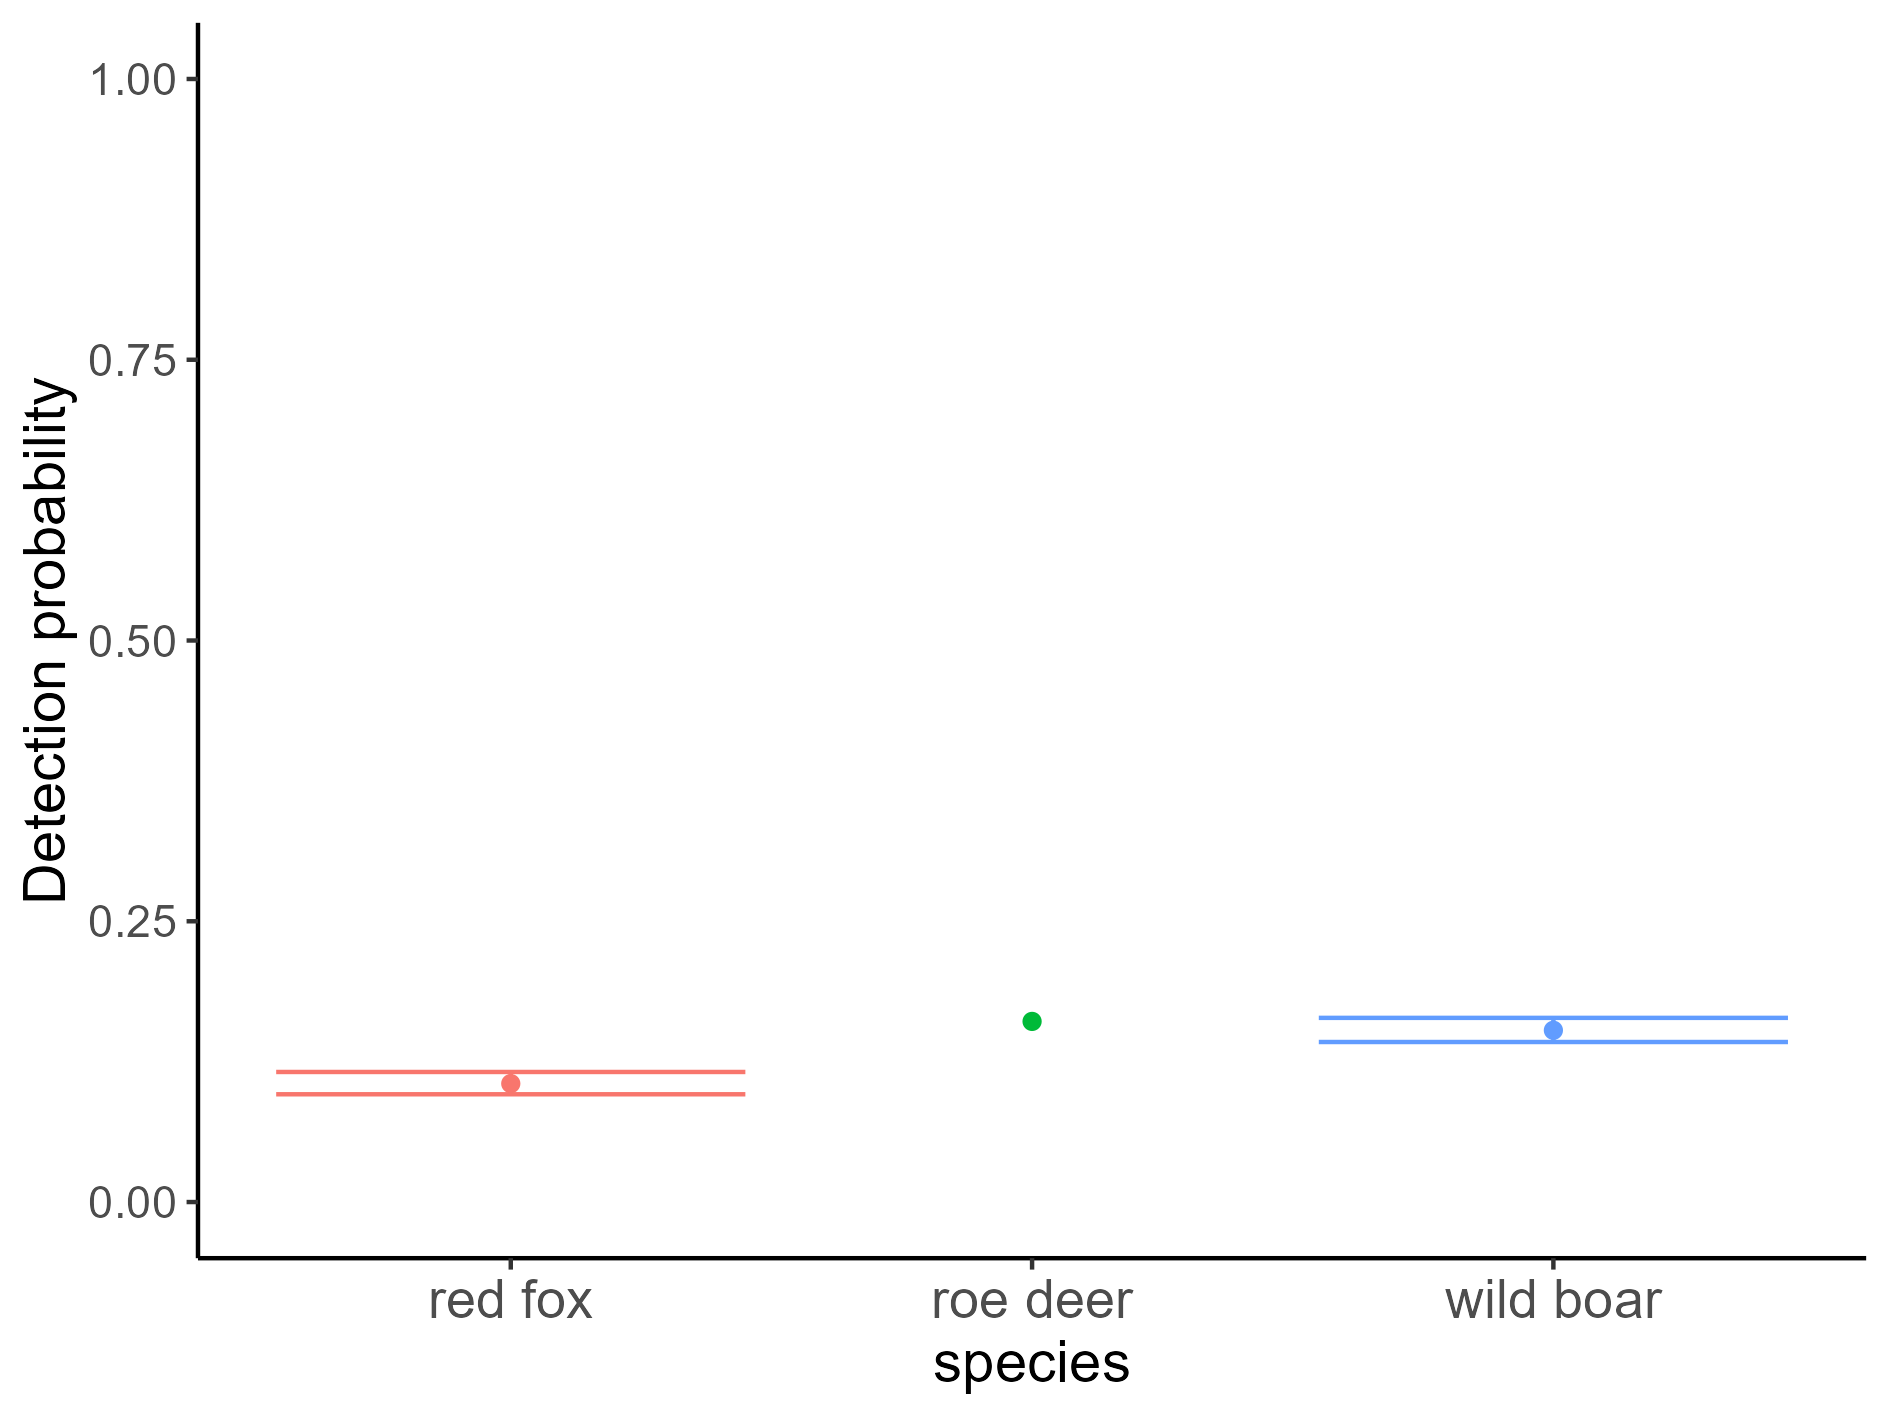 Detection probability
1.00
0.75
0.50
0.25
0.00
red fox
roe deer
wild boar
species